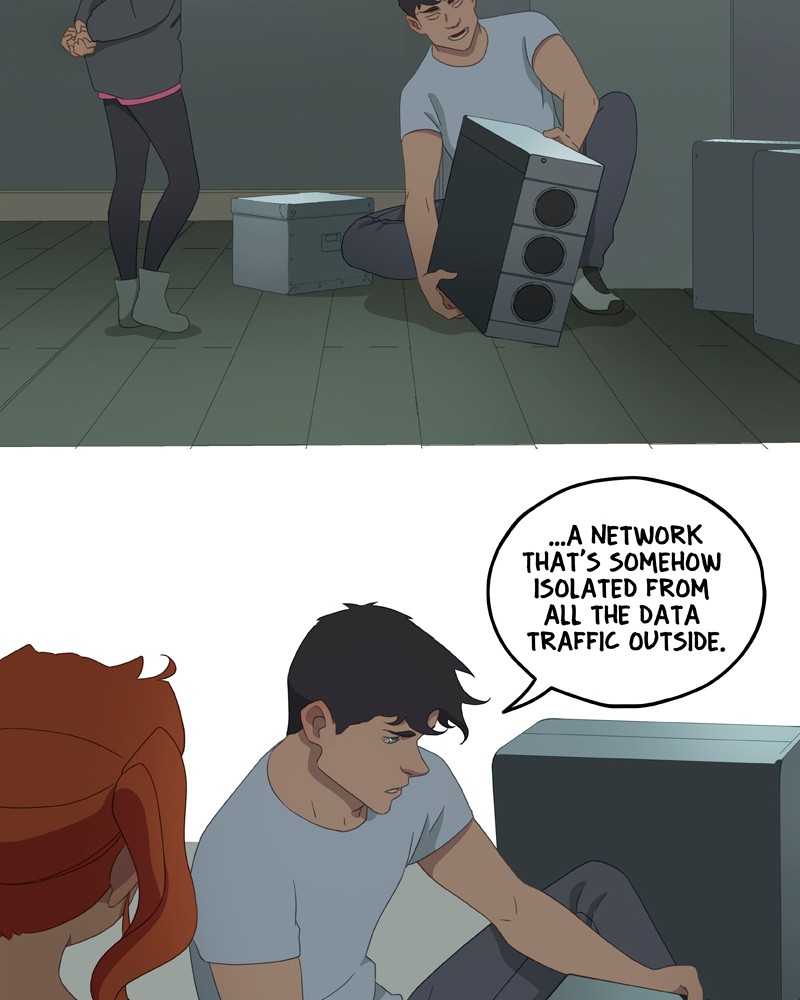 ...A NETWORK
THAT'S SOMEHOW
ISOLATED FROM
ALL THE DATA
TRAFFIC OUTSIDE.